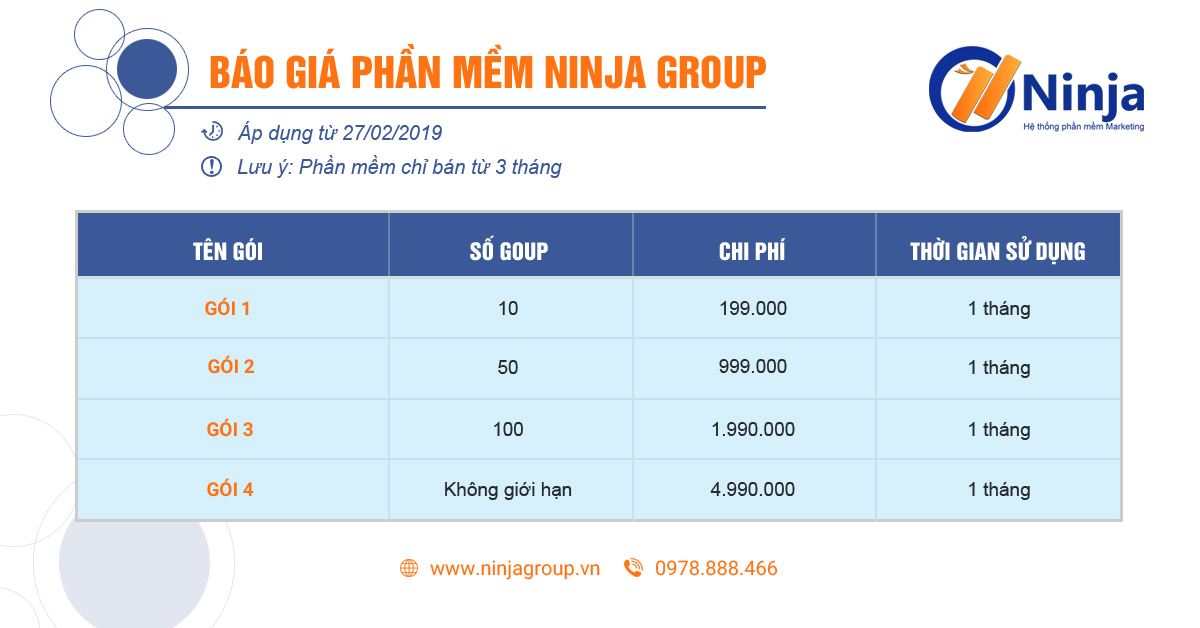 BÁO GIÁ PHẦN MỀM NINJA GROUP
Áp dụng từ 27/02/2019
Lưu ý: Phần mềm chỉ bán từ 3 tháng
Ninja
Hệ thống phần mềm Marketing
TÊN GÓI SỐ GOUP CHI PHÍ THỜI GIAN SỬ DỤNG
GÓI 1 10 199.000 1 tháng
GÓI 2 50 999.000 1 tháng
GÓI 3 100 1.990.000 1 tháng
GÓI 4 Không giới hạn 4.990.000 1 tháng
www.ninjagroup.vn 0978.888.466